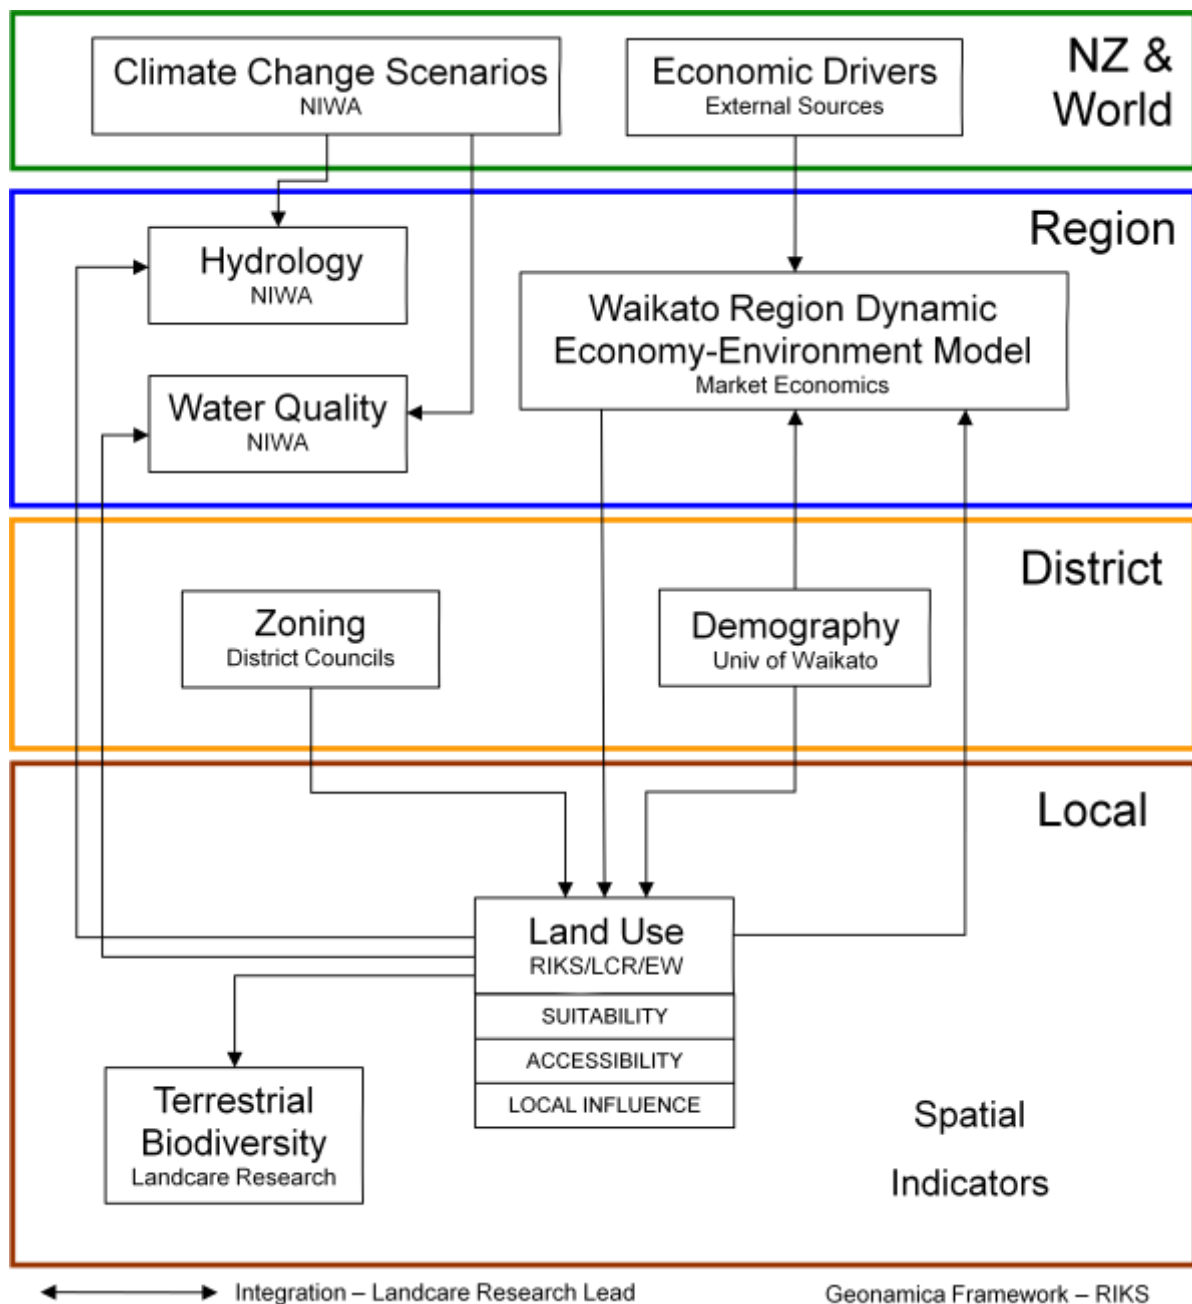 Climate Change Scenarios
NIWA
Economic Drivers
External Sources
NZ &
World
Region
Hydrology
NIWA
Waikato Region Dynamic
Economy-Environment Model
Market Economics
Water Quality
NIWA
District
Zoning
District Councils
Demography
Univ of Waikato
Local
Land Use
RIKS/LCR/EW
SUITABILITY
ACCESSIBILITY
LOCAL INFLUENCE
Terrestrial
Biodiversity
Landcare Research
Spatial
Indicators
Integration – Landcare Research Lead
Geonamica Framework – RIKS